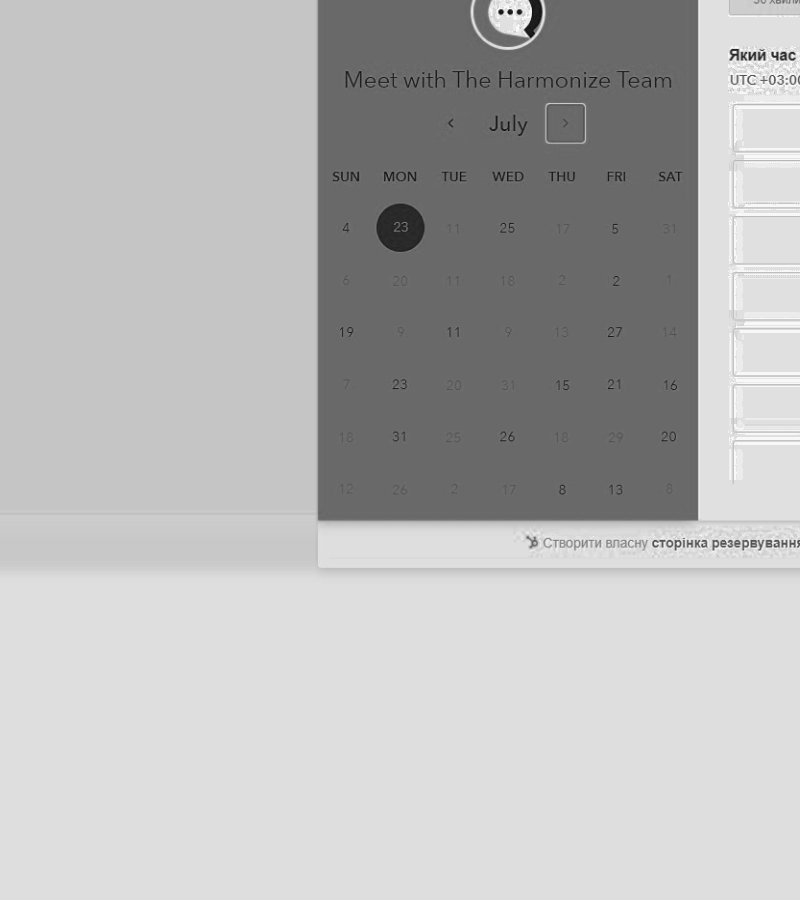 30 хвили
Meet with The Harmonize Team
Який час
UTC +03:00
July
SUN MON TUE WED THU FRI SAT
4 23 11 25 17 5 31
6 20 11 18 2 2 1
19 9 11 9 13 27 14
7 23 20 31 15 21 16
18 31 25 26 18 29 20
12 26 2 17 8 13 8
Створити власну сторінка резервування